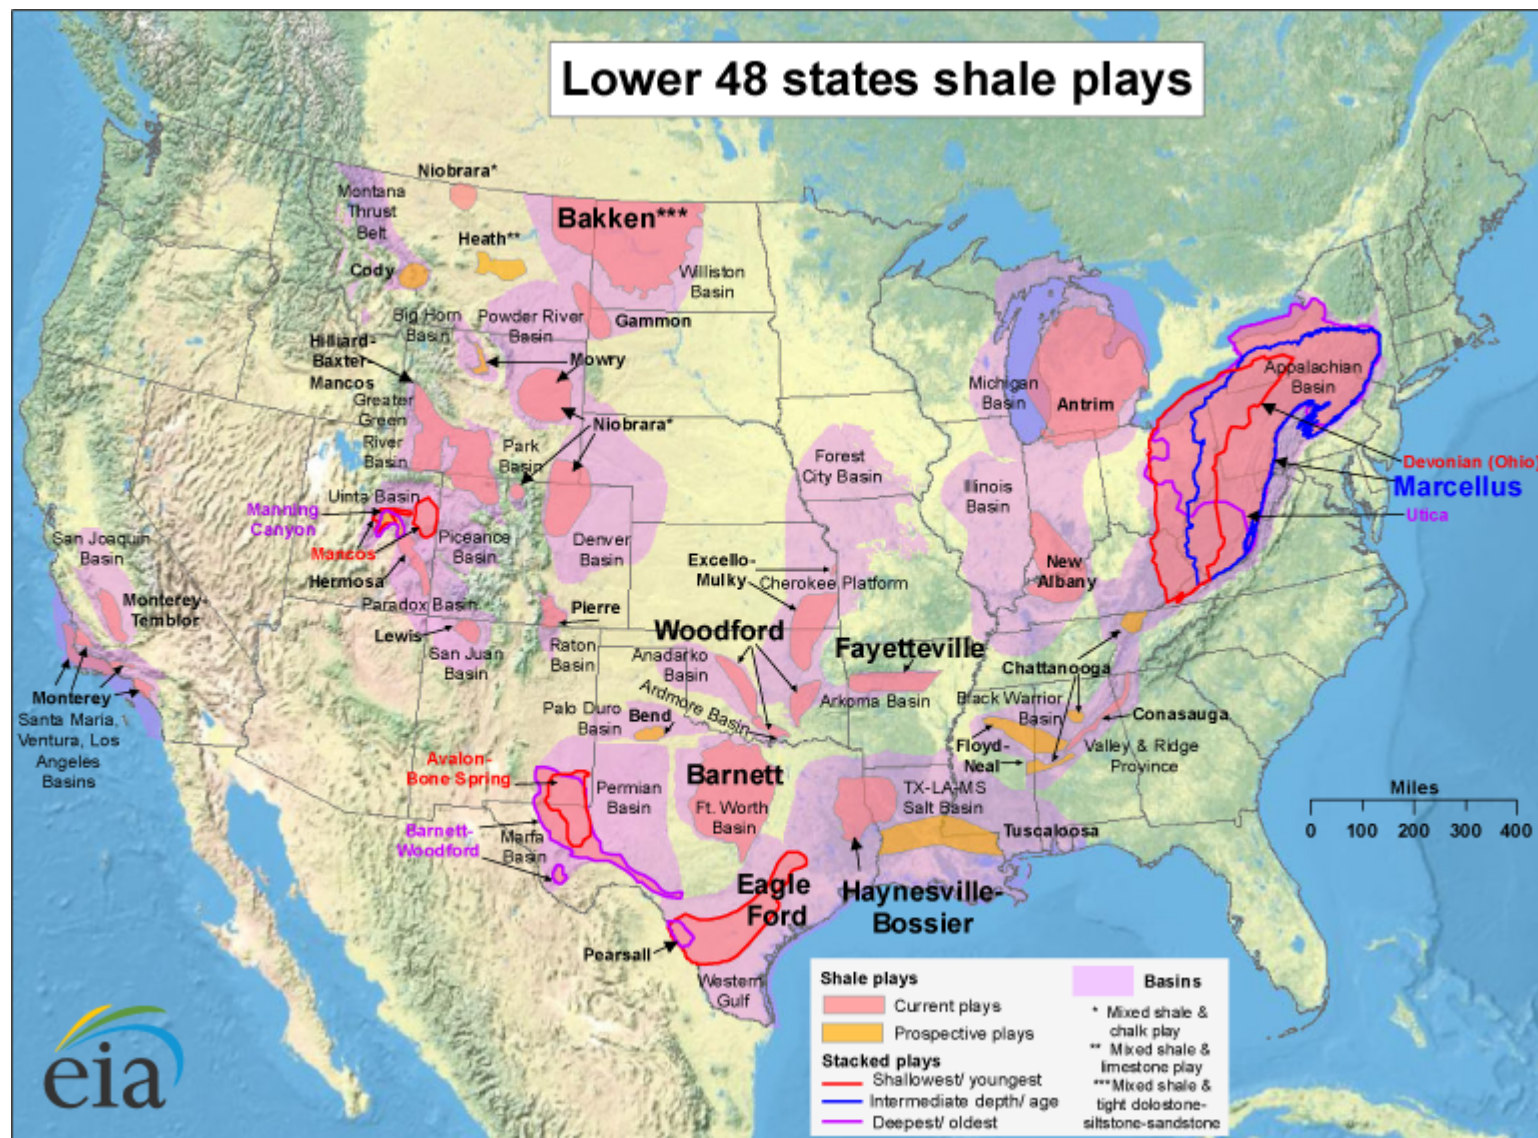 Lower 48 states shale plays
Niobrara*
Montana
Thrust
Belt
Bakken***
Heath**
Cody
Williston
Basin
Big Horn
Basin
Powder River
Basin
Gammon
Hilliard-
Baxter-
Mancos
Mowry
Greater
Green
River
Basin
Niobrara*
Park
Basin
Michigan
Basin
Antrim
Appalachian
Basin
Forest
City Basin
Illinois
Basin
Devonian (Ohio)
Marcellus
Utica
Uinta Basin
Manning
Canyon
Mancos
Piceance
Basin
Denver
Basin
San Joaquin
Basin
Hermosa
Excello-
Mulky
Cherokee Platform
New
Albany
Monterey-
Temblor
Paradox Basin
Pierre
Lewis
San Juan
Basin
Raton
Basin
Woodford
Anadarko
Basin
Fayetteville
Arkoma Basin
Chattanooga
Monterey
Santa Maria,
Ventura, Los
Angeles
Basins
Ardmore Basin
Palo Duro
Basin
Bend
Black Warrior
Basin
Conasauga
Floyd-
Neal
Valley & Ridge
Province
Avalon-
Bone Spring
Permian
Basin
Barnett
Ft. Worth
Basin
TX-LA-MS
Salt Basin
Tuscaloosa
Miles
0 100 200 300 400
Barnett-
Woodford
Marfa
Basin
Eagle
Ford
Haynesville-
Bossier
Pearsall
Western
Gulf
Shale plays
Current plays
Prospective plays
Stacked plays
Shallowest/ youngest
Intermediate depth/ age
Deepest/ oldest
Basins
* Mixed shale &
chalk play
** Mixed shale &
limestone play
***Mixed shale &
tight dolostone-
siltstone-sandstone
eia